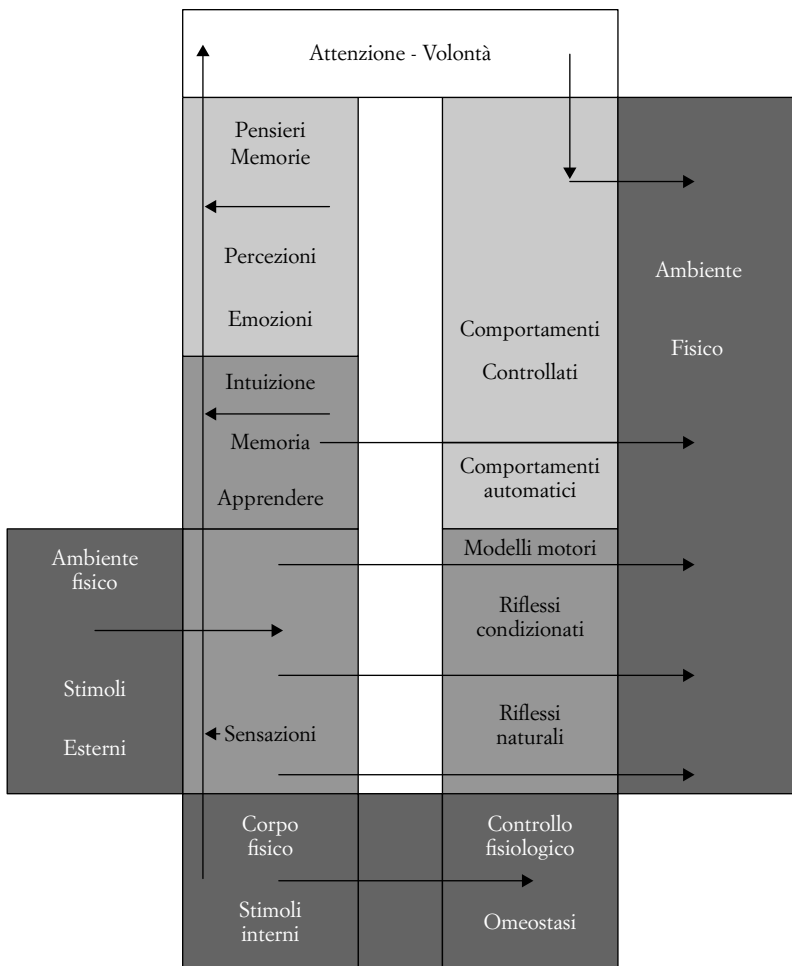 Attenzione - Volontà
Pensieri
Memorie
Percezioni
Emozioni
Intuizione
Memoria
Apprendere
Comportamenti
Controllati
Comportamenti
automatici
Ambiente
Fisico
Ambiente
fisico
Stimoli
Esterni
Sensazioni
Modelli motori
Riflessi
condizionati
Riflessi
naturali
Corpo
fisico
Stimoli
interni
Controllo
fisiologico
Omeostasi